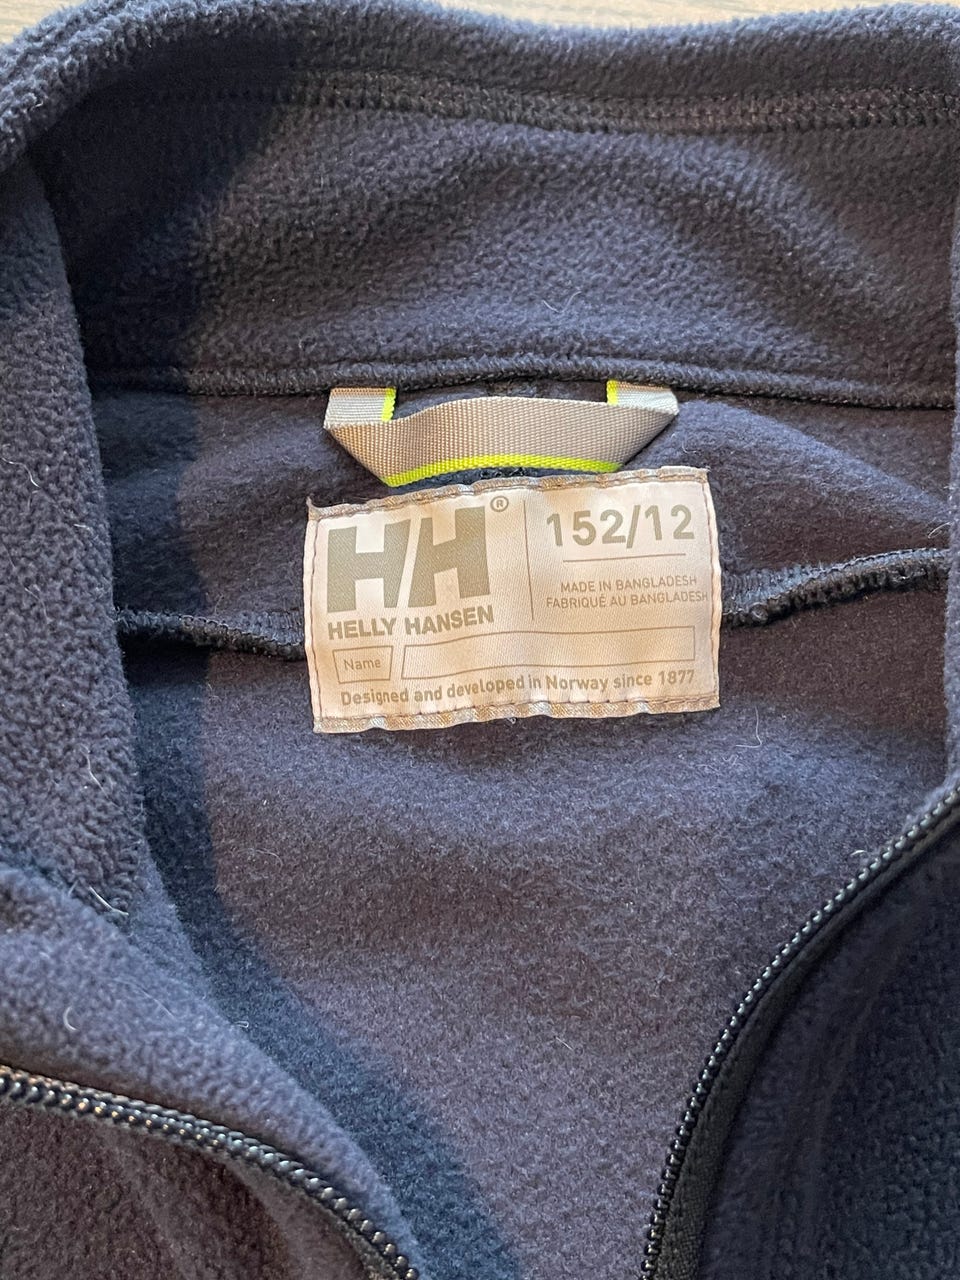 HH®
HELLY HANSEN
152/12
MADE IN BANGLADESH
FABRIQUÉ AU BANGLADESH
Name
Designed and developed in Norway since 1877